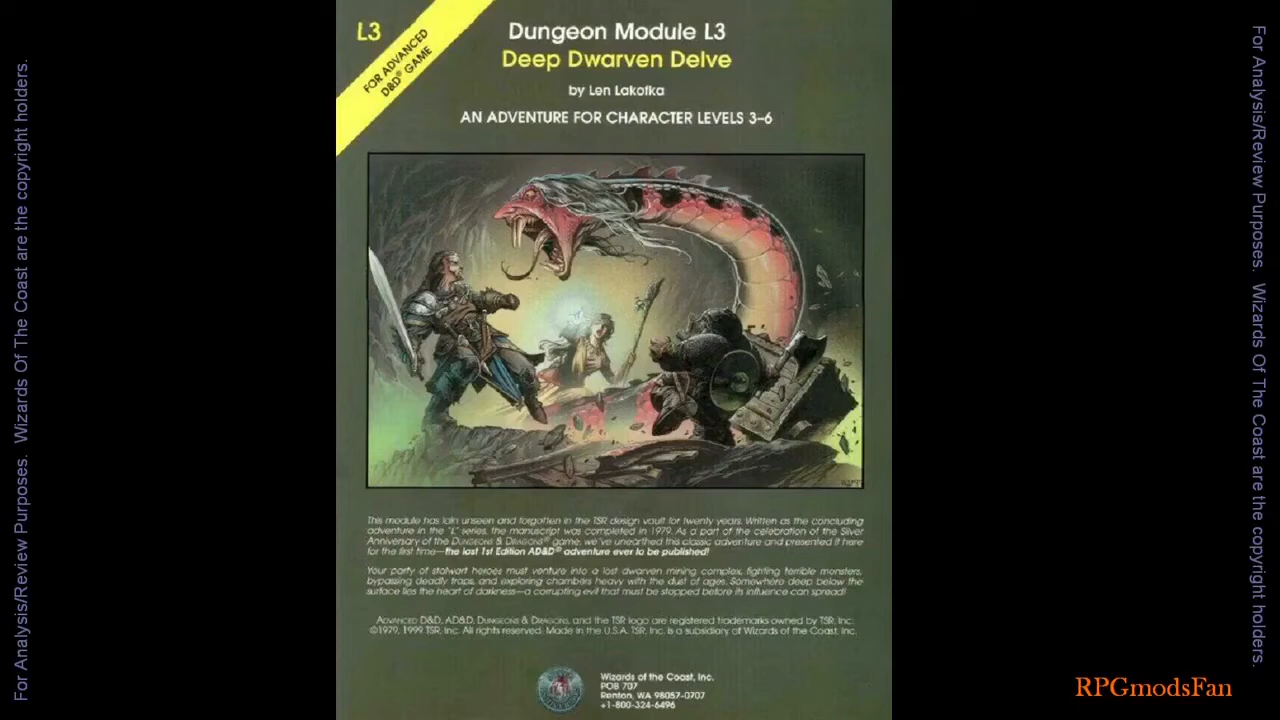 For Analysis/Review Purposes. Wizards Of The Coast are the copyright holders.
L3
FOR ADVANCED
D&D® GAME
Dungeon Module L3
Deep Dwarven Delve
by Len Lakofka
AN ADVENTURE FOR CHARACTER LEVELS 3–6
This module has lain unseen and forgotten in the TSR design vault for twenty years. Written as the concluding
adventure in the "L" series, the manuscript was completed in 1979. As a part of the celebration of the Silver
Anniversary of the DUNGEONS & DRAGONS® game, we've unearthed this classic adventure and presented it here
for the first time—the last 1st Edition AD&D® adventure ever to be published!
Your party of stalwart heroes must venture into a lost dwarven mining complex, fighting terrible monsters,
bypassing deadly traps, and exploring chambers heavy with the dust of ages. Somewhere deep below the
surface lies the heart of darkness—a corrupting evil that must be stopped before its influence can spread!
ADVANCED D&D, AD&D, DUNGEONS & DRAGONS, and the TSR logo are registered trademarks owned by TSR, Inc.
©1979, 1999 TSR, Inc. All rights reserved. Made in the U.S.A. TSR, Inc. is a subsidiary of Wizards of the Coast, Inc.
Wizards of the Coast, Inc.
POB 707
Renton, WA 98057-0707
+1-800-324-6496
For Analysis/Review Purposes. Wizards Of The Coast are the copyright holders.
RPGmodsFan